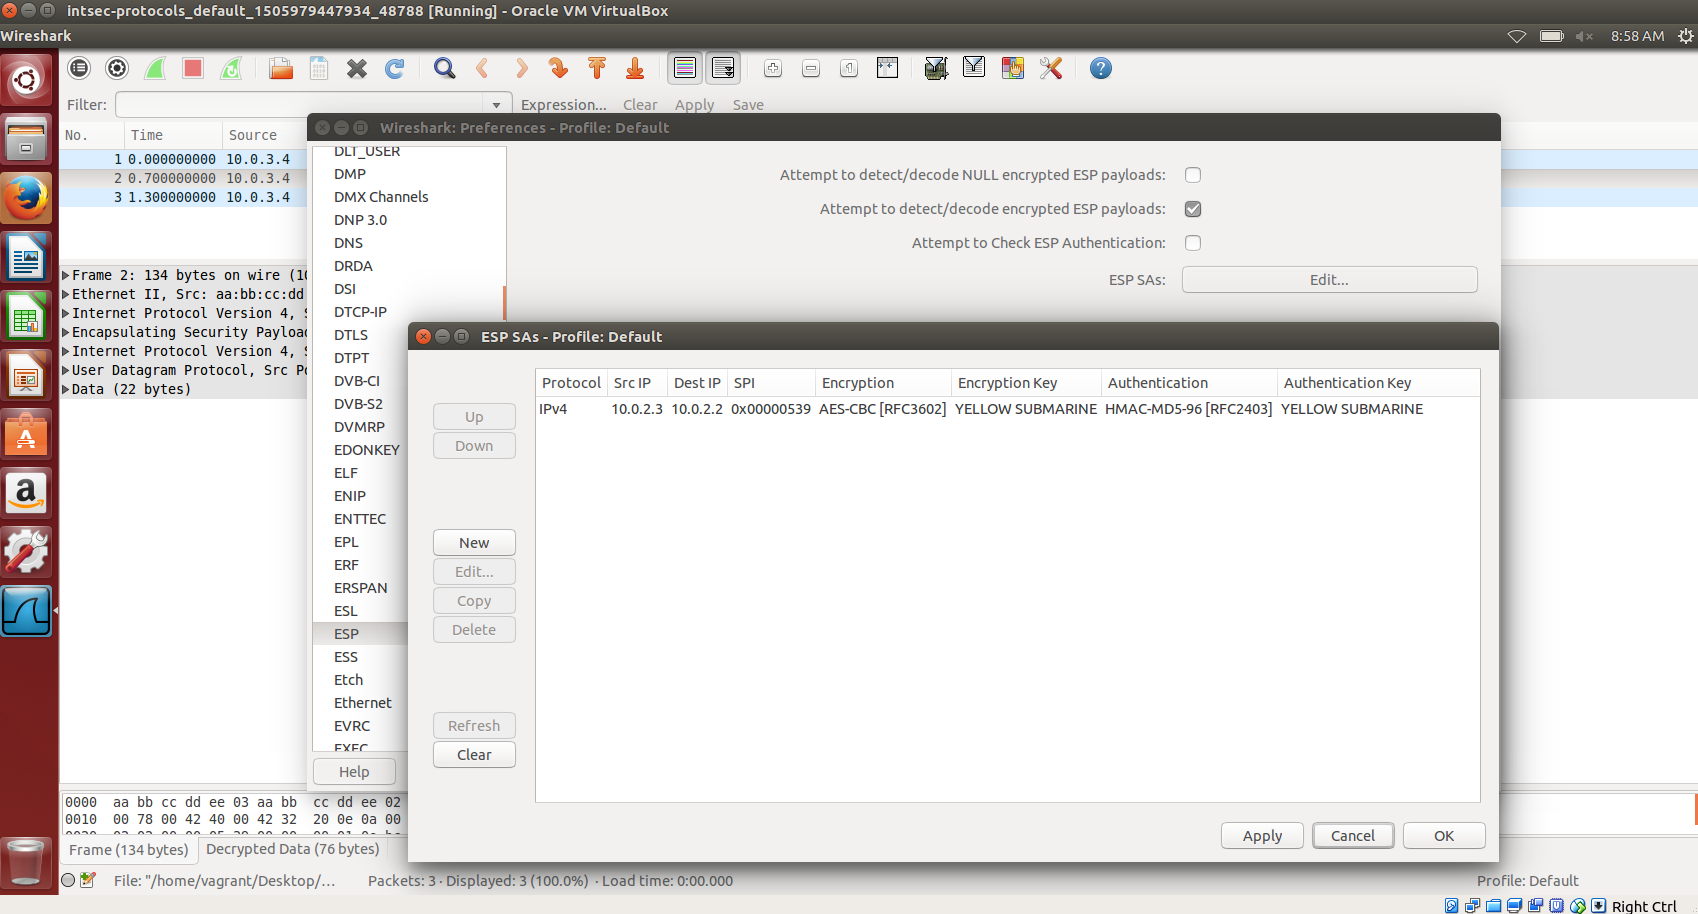 intsec-protocols_default_1505979447934_48788 [Running] - Oracle VM VirtualBox
Wireshark
8:58 AM
Filter:
Expression... Clear Apply Save
No. Time Source
1 0.000000000 10.0.3.4
2 0.700000000 10.0.3.4
3 1.300000000 10.0.3.4
Frame 2: 134 bytes on wire (10
Ethernet II, Src: aa:bb:cc:dd
Internet Protocol Version 4, S
Encapsulating Security Payloa
Internet Protocol Version 4, S
User Datagram Protocol, Src Po
Data (22 bytes)
Wireshark: Preferences - Profile: Default
DLT_USER
DMP
DMX Channels
DNP 3.0
DNS
DRDA
DSI
DTCP-IP
DTLS
DTPT
DVB-CI
DVB-S2
DVMRP
EDONKEY
ELF
ENIP
ENTTEC
EPL
ERF
ERSPAN
ESL
ESP
ESS
Etch
Ethernet
EVRC
EXEC
Help
Attempt to detect/decode NULL encrypted ESP payloads:
Attempt to detect/decode encrypted ESP payloads:
Attempt to Check ESP Authentication:
ESP SAs: Edit...
ESP SAs - Profile: Default
Up
Down
New
Edit...
Copy
Delete
Refresh
Clear
Protocol Src IP Dest IP SPI Encryption Encryption Key Authentication Authentication Key
IPv4 10.0.2.3 10.0.2.2 0x00000539 AES-CBC [RFC3602] YELLOW SUBMARINE HMAC-MD5-96 [RFC2403] YELLOW SUBMARINE
Apply Cancel OK
0000 aa bb cc dd ee 03 aa bb cc dd ee 02
0010 00 78 00 42 40 00 42 32 20 0e 0a 00
Frame (134 bytes) Decrypted Data (76 bytes)
File: "/home/vagrant/Desktop/... Packets: 3 · Displayed: 3 (100.0%) · Load time: 0:00.000 Profile: Default
Right Ctrl